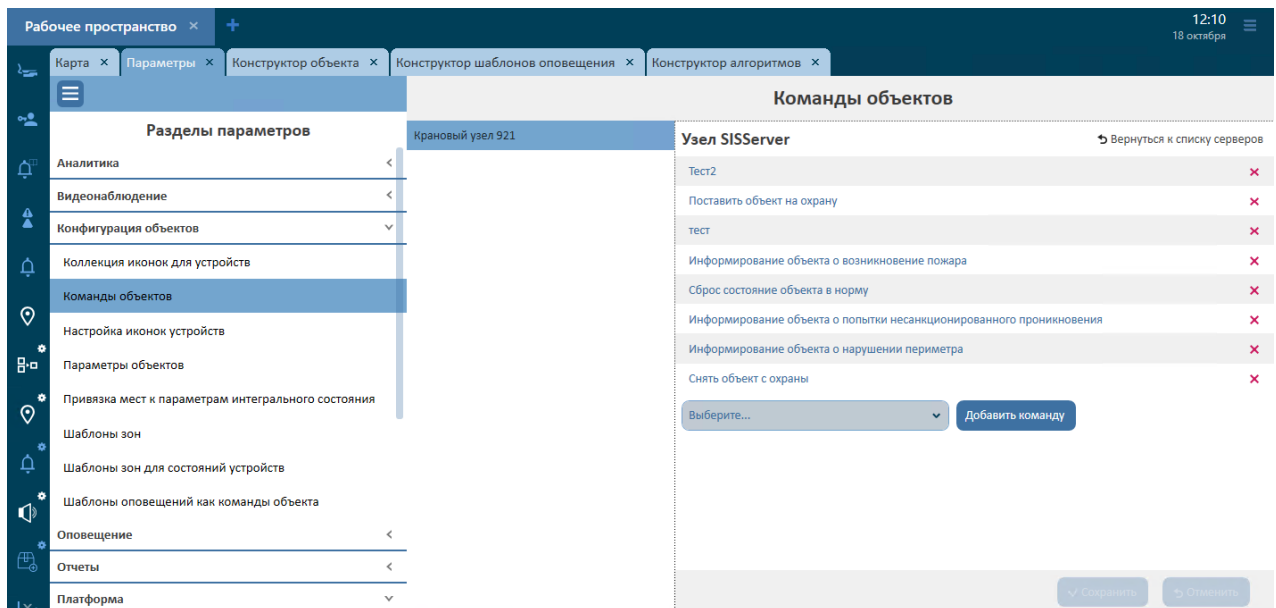 Рабочее пространство
12:10
18 октября
Карта
Параметры
Конструктор объекта
Конструктор шаблонов оповещения
Конструктор алгоритмов
Разделы параметров
Аналитика
Видеонаблюдение
Конфигурация объектов
Коллекция иконок для устройств
Команды объектов
Настройка иконок устройств
Параметры объектов
Привязка мест к параметрам интегрального состояния
Шаблоны зон
Шаблоны зон для состояний устройств
Шаблоны оповещений как команды объекта
Оповещение
Отчеты
Платформа
Команды объектов
Крановый узел 921
Узел SISServer
Вернуться к списку серверов
Тест2
Поставить объект на охрану
тест
Информирование объекта о возникновение пожара
Сброс состояние объекта в норму
Информирование объекта о попытки несанкционированного проникновения
Информирование объекта о нарушении периметра
Снять объект с охраны
Выберите...
Добавить команду
Сохранить
Отменить